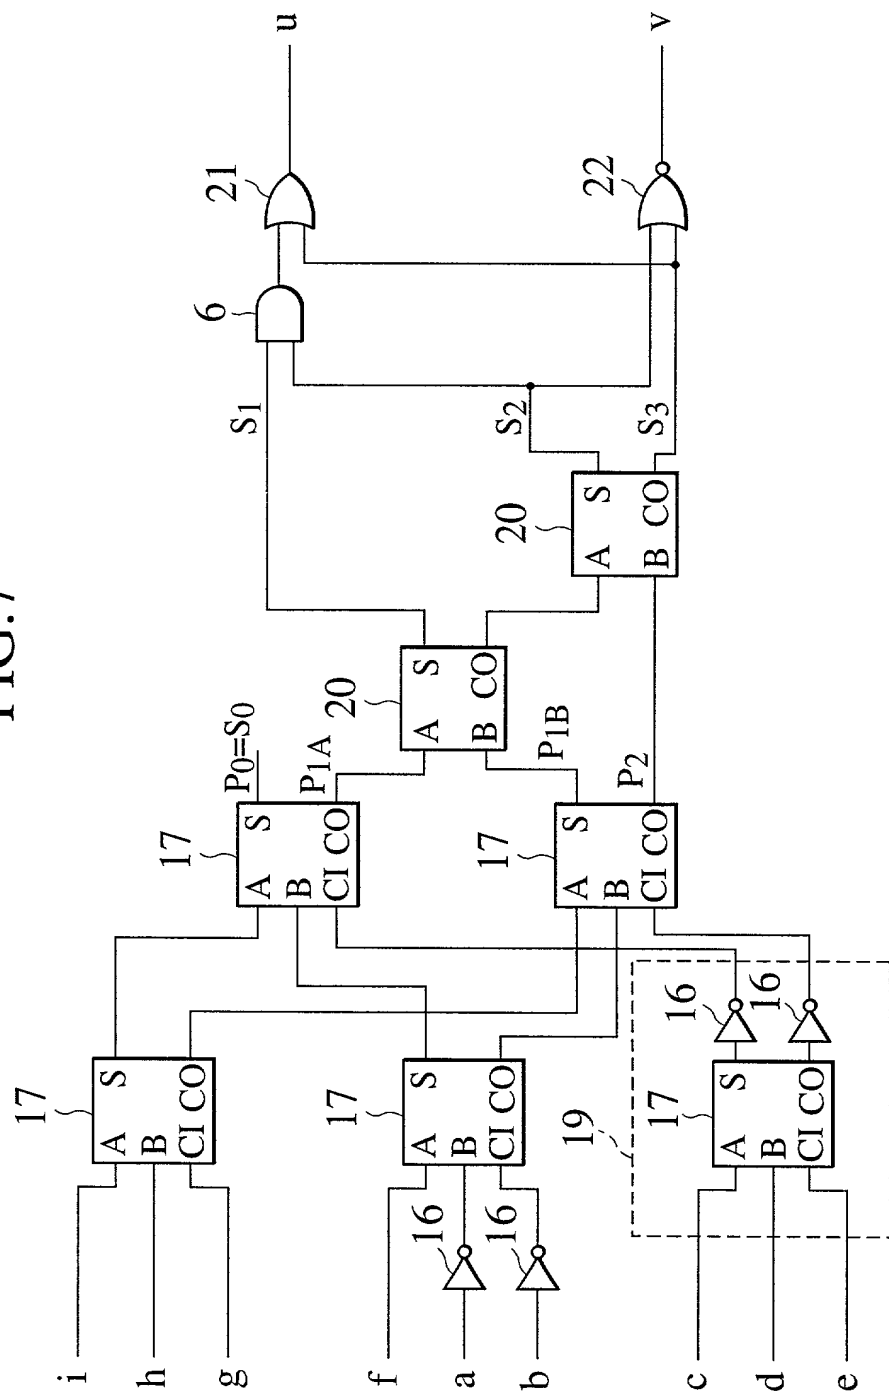 FIG. 7
u
v
21
22
6
S1
S2
S3
20
A S
B CO
20
A S
B CO
P0=S0
P1A
P1B
P2
17
A S
B
CI CO
17
A S
B
CI CO
17
A S
B
CI CO
17
A S
B
CI CO
19
17
A S
B
CI CO
16
16
16
16
i
h
g
f
a
b
c
d
e